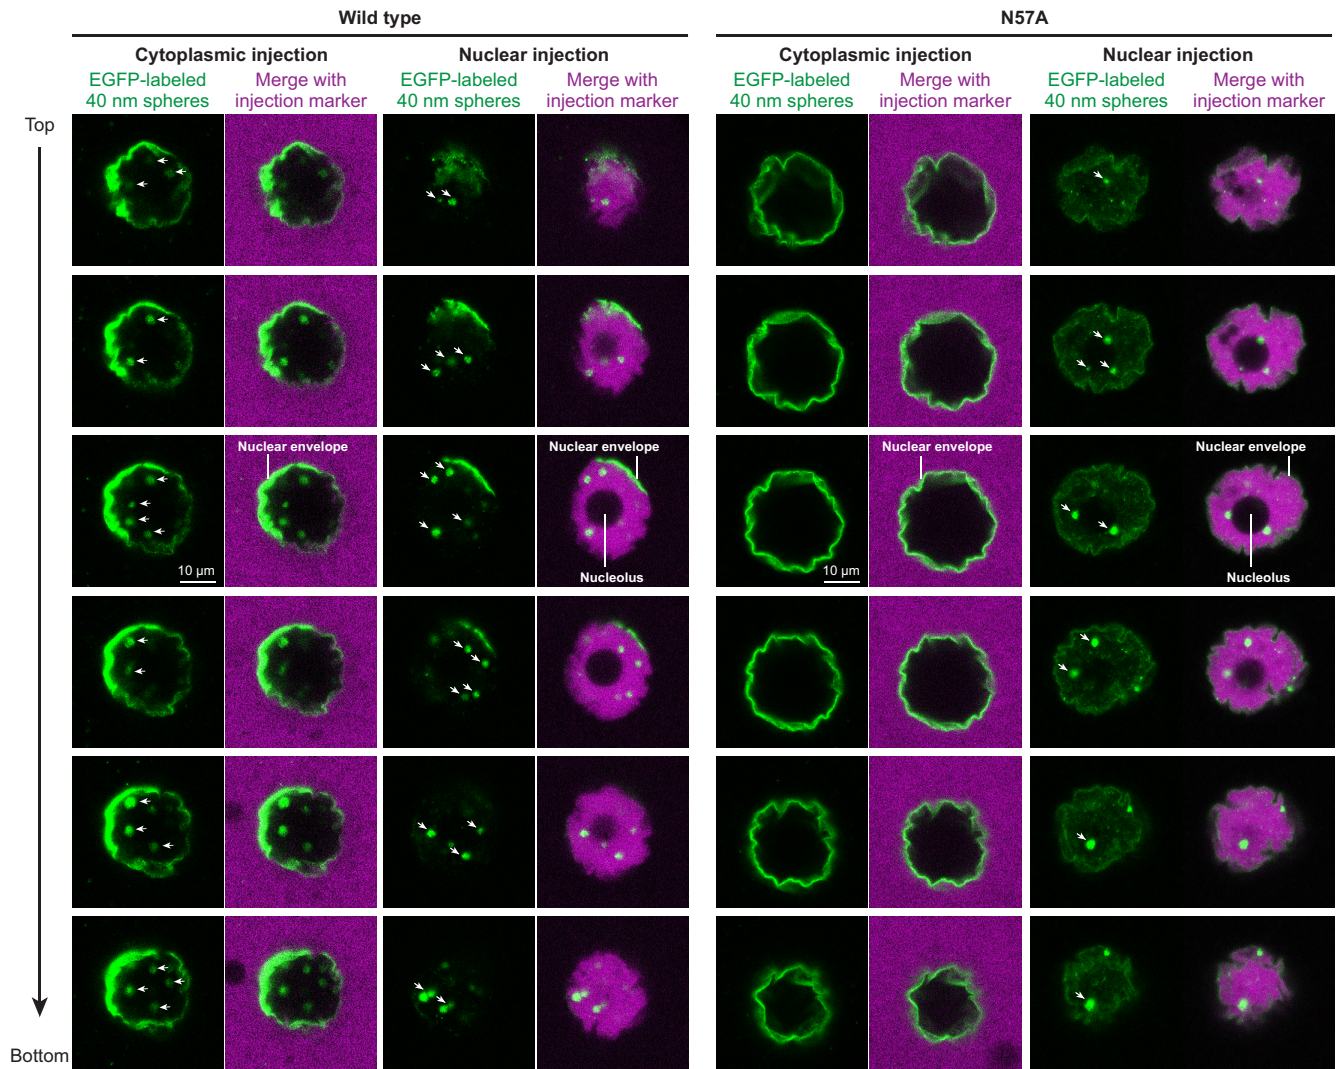 Wild type
N57A
Cytoplasmic injection
Nuclear injection
Cytoplasmic injection
Nuclear injection
EGFP-labeled
40 nm spheres
Merge with
injection marker
EGFP-labeled
40 nm spheres
Merge with
injection marker
EGFP-labeled
40 nm spheres
Merge with
injection marker
EGFP-labeled
40 nm spheres
Merge with
injection marker
Top
Nuclear envelope
Nuclear envelope
Nuclear envelope
Nuclear envelope
10 µm
Nucleolus
10 µm
Nucleolus
Bottom